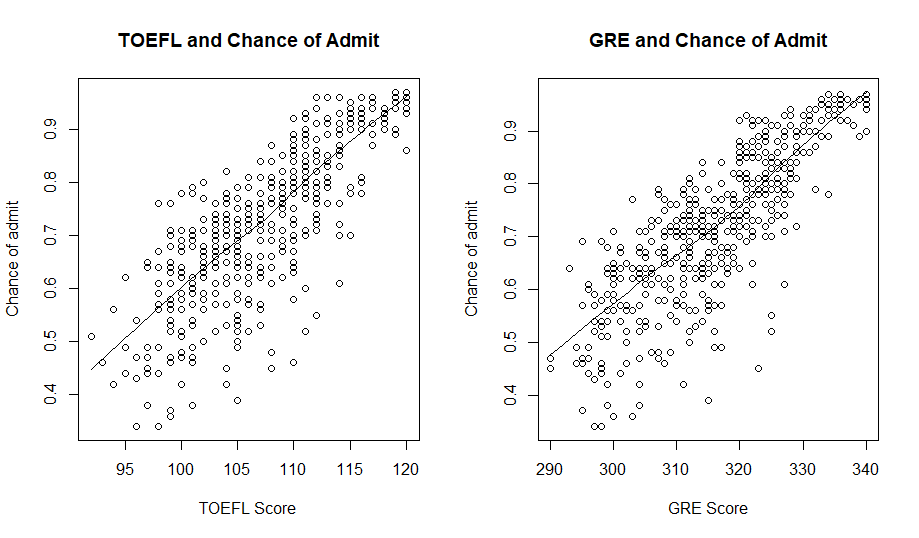 TOEFL and Chance of Admit
Chance of admit
0.9
0.8
0.7
0.6
0.5
0.4
95 100 105 110 115 120
TOEFL Score
GRE and Chance of Admit
Chance of admit
0.9
0.8
0.7
0.6
0.5
0.4
290 300 310 320 330 340
GRE Score